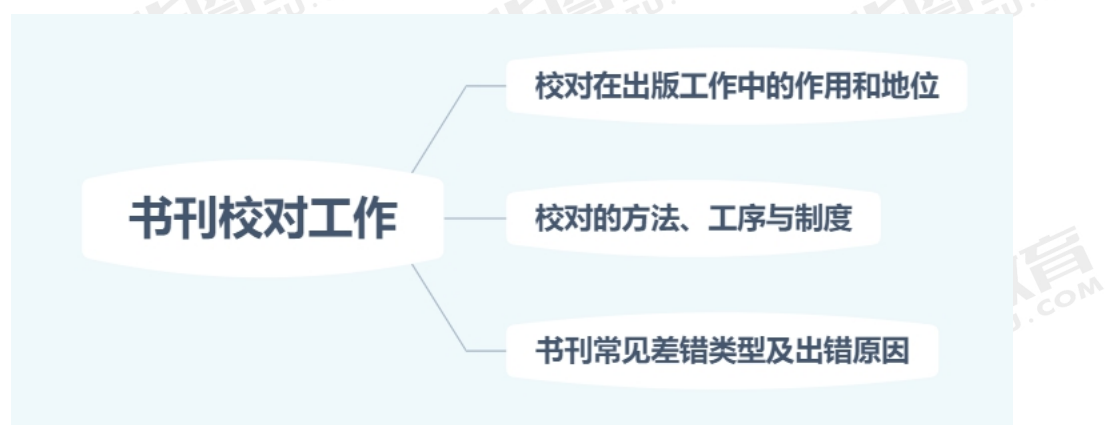 校对在出版工作中的作用和地位
书刊校对工作
校对的方法、工序与制度
书刊常见差错类型及出错原因